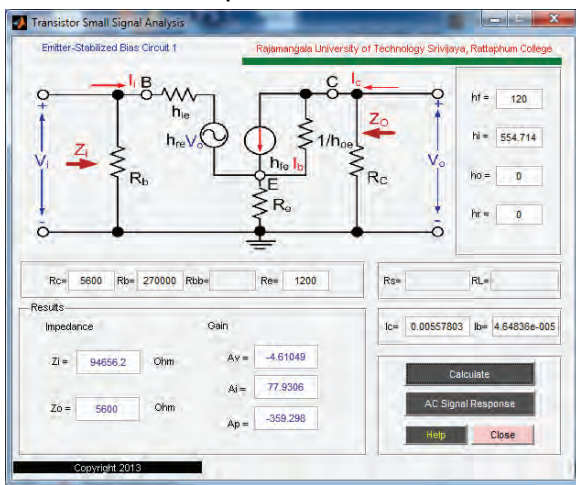 Transistor Small Signal Analysis
Emitter-Stabilized Bias Circuit 1
Rajamangala University of Technology Srivijaya, Rattaphum College
Ii B
C Ic
hie
hreVo
Zi
Vi
Rb
hfe Ib
1/hoe
Zo
Vo
RC
E
Re
hf = 120
hi = 554.714
ho = 0
hr = 0
Rc= 5600 Rb= 270000 Rbb= Re= 1200
Rs= RL=
Results
Impedance Gain
Zi = 94656.2 Ohm
Zo = 5600 Ohm
Av = -4.61049
Ai = 77.9306
Ap = -359.298
Ic= 0.00557803 Ib= 4.64836e-005
Calculate
AC Signal Response
Help Close
Copyright 2013